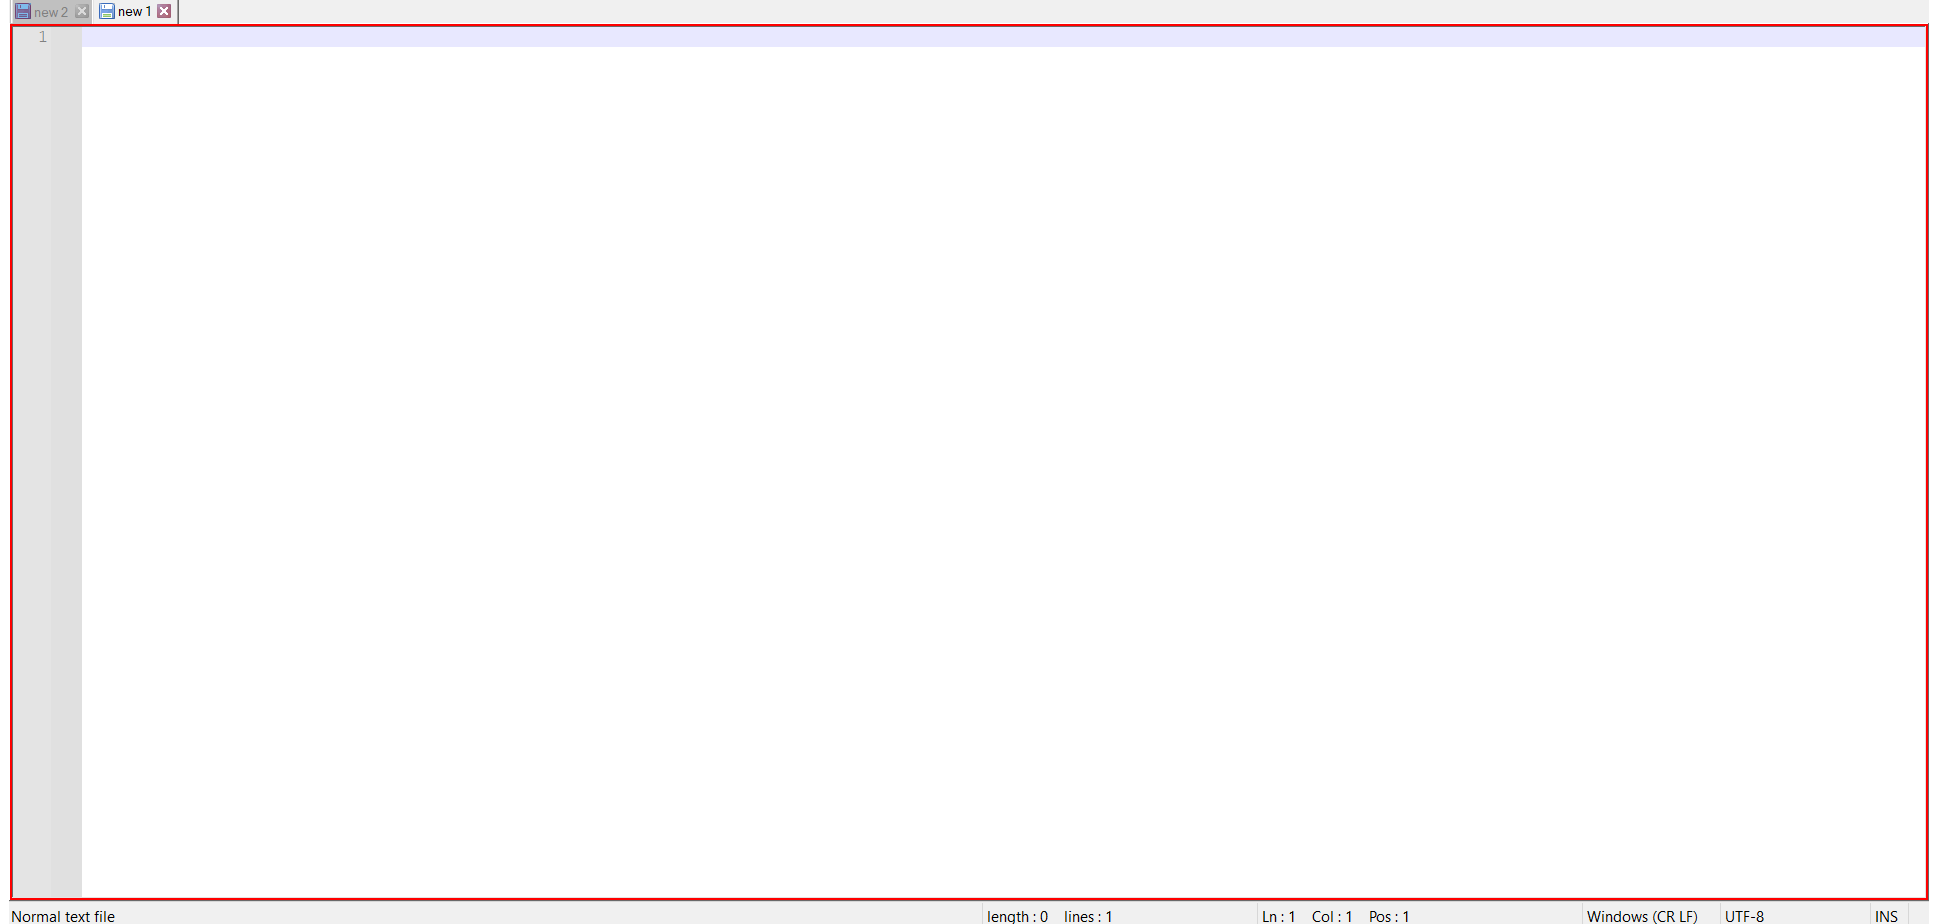 new 2 new 1
1
Normal text file length : 0 lines : 1 Ln : 1 Col : 1 Pos : 1 Windows (CR LF) UTF-8 INS